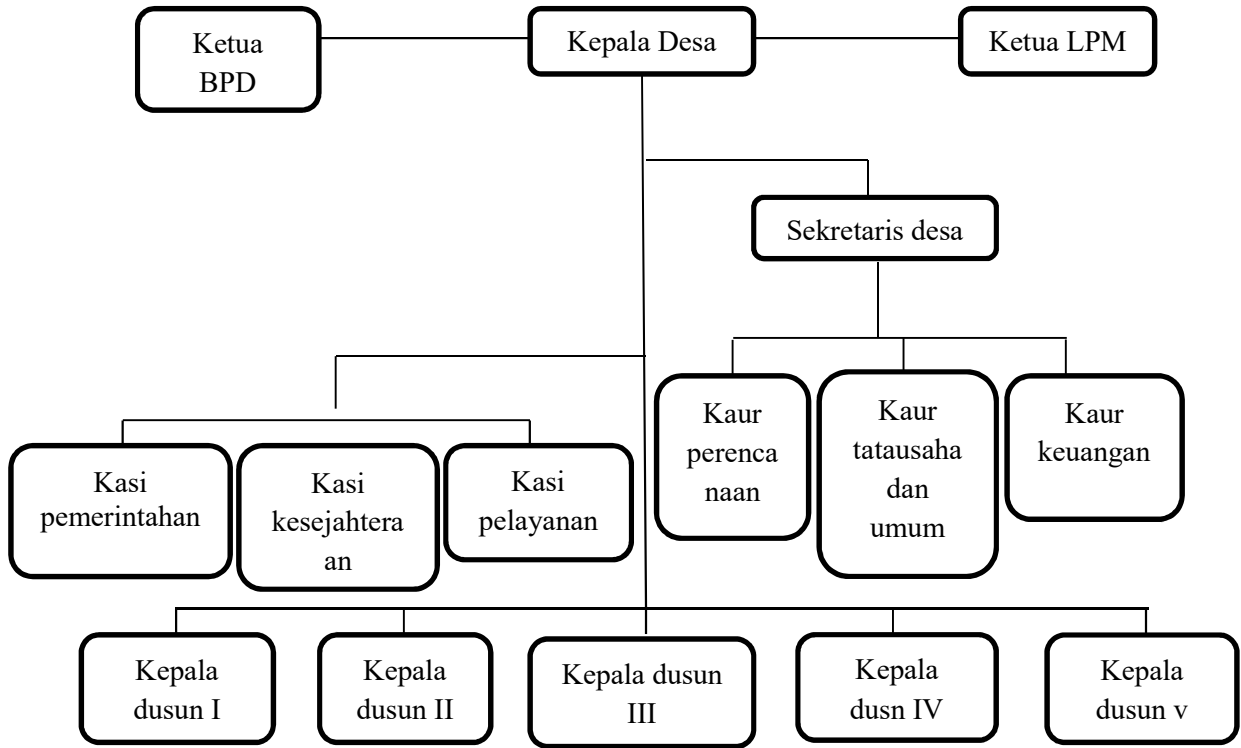 Ketua
BPD
Kepala Desa
Ketua LPM
Sekretaris desa
Kaur
perenca
naan
Kaur
tatausaha
dan
umum
Kaur
keuangan
Kasi
pemerintahan
Kasi
kesejahtera
an
Kasi
pelayanan
Kepala
dusun I
Kepala
dusun II
Kepala dusun
III
Kepala
dusn IV
Kepala
dusun v